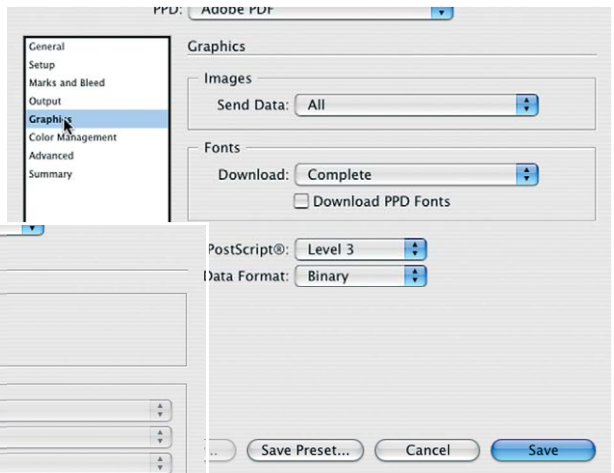 PPD: Adobe PDF
General
Setup
Marks and Bleed
Output
Graphics
Color Management
Advanced
Summary
Graphics
Images
Send Data: All
Fonts
Download: Complete
Download PPD Fonts
PostScript®: Level 3
Data Format: Binary
... Save Preset... Cancel Save